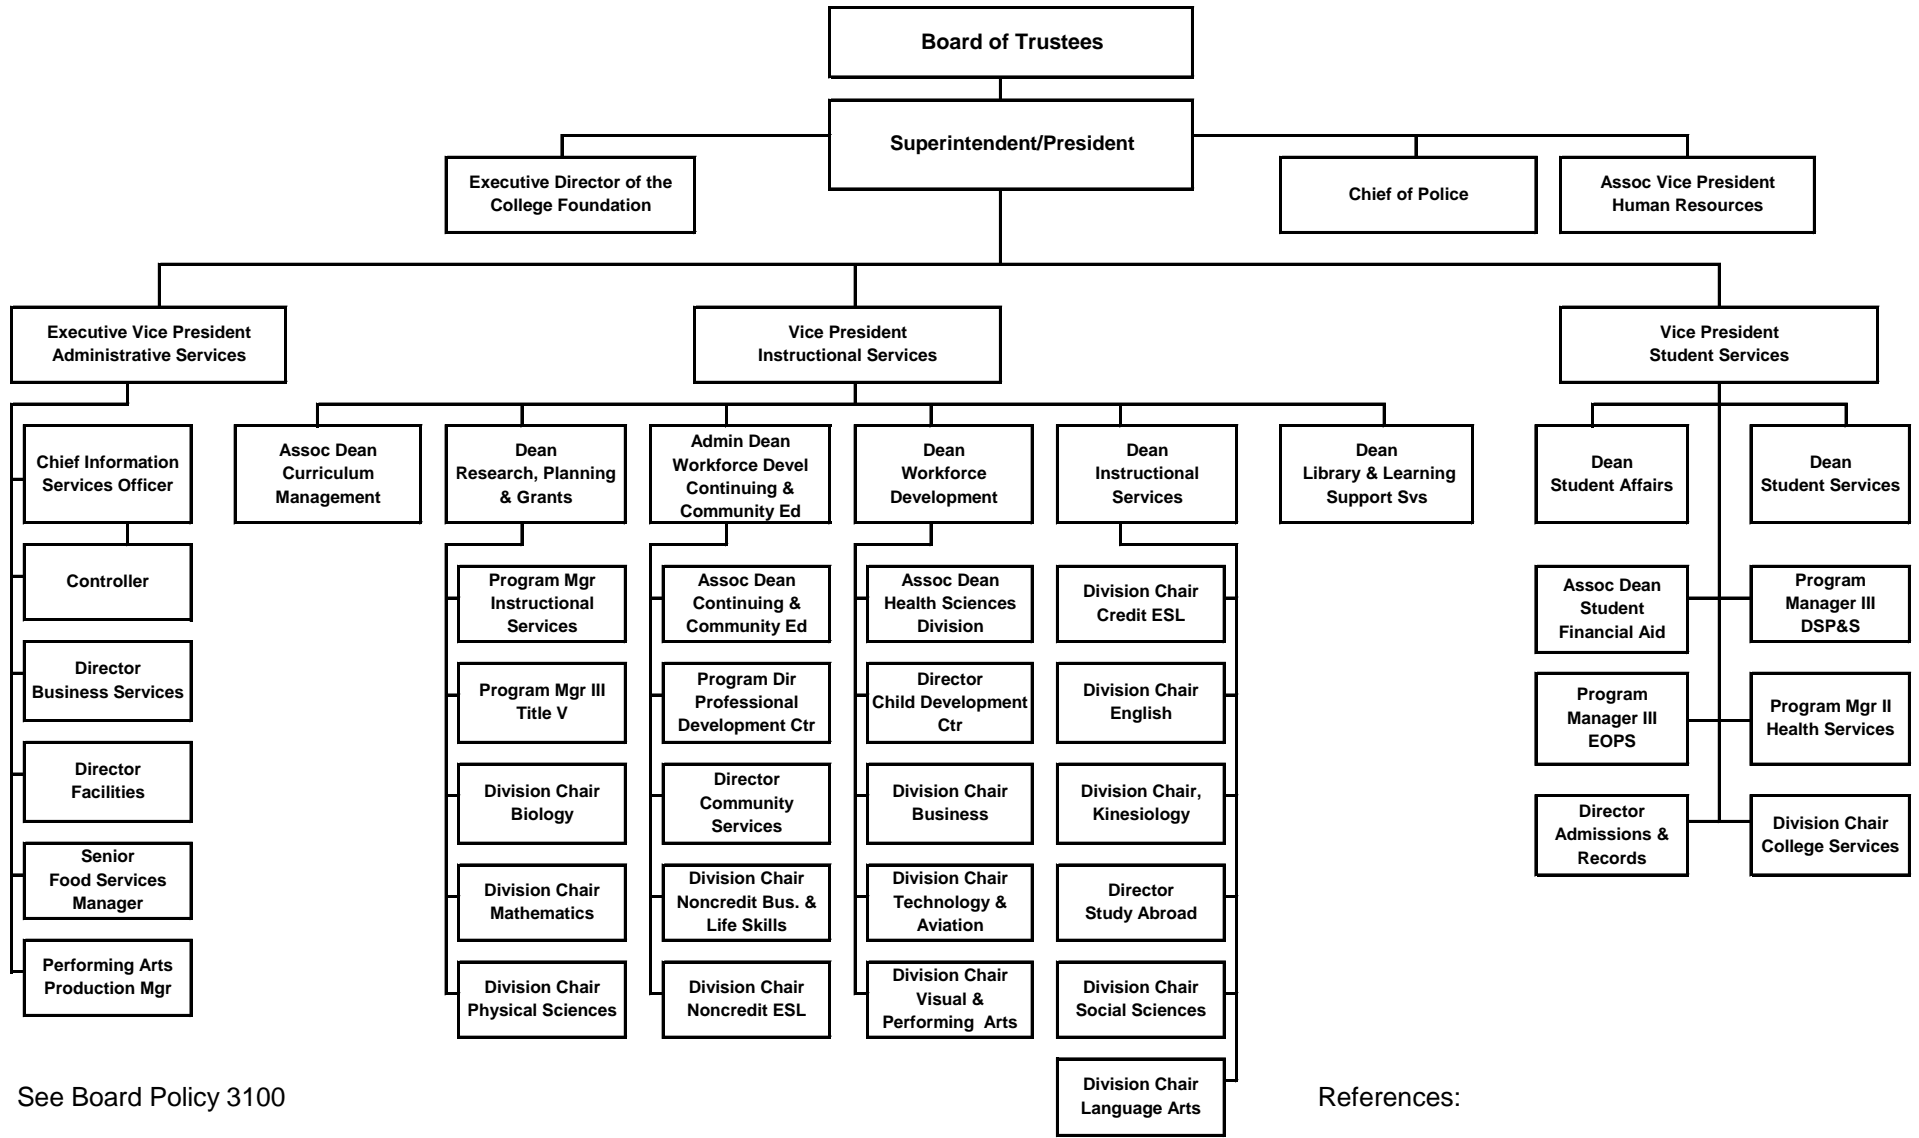 Board of Trustees
Superintendent/President
Executive Director of the
College Foundation
Chief of Police
Assoc Vice President
Human Resources
Executive Vice President
Administrative Services
Vice President
Instructional Services
Vice President
Student Services
Chief Information
Services Officer
Controller
Director
Business Services
Director
Facilities
Senior
Food Services
Manager
Performing Arts
Production Mgr
Assoc Dean
Curriculum
Management
Dean
Research, Planning
& Grants
Program Mgr
Instructional
Services
Program Mgr III
Title V
Division Chair
Biology
Division Chair
Mathematics
Division Chair
Physical Sciences
Admin Dean
Workforce Devel
Continuing &
Community Ed
Assoc Dean
Continuing &
Community Ed
Program Dir
Professional
Development Ctr
Director
Community
Services
Division Chair
Noncredit Bus. &
Life Skills
Division Chair
Noncredit ESL
Dean
Workforce
Development
Assoc Dean
Health Sciences
Division
Director
Child Development
Ctr
Division Chair
Business
Division Chair
Technology &
Aviation
Division Chair
Visual &
Performing Arts
Dean
Instructional
Services
Division Chair
Credit ESL
Division Chair
English
Division Chair,
Kinesiology
Director
Study Abroad
Division Chair
Social Sciences
Division Chair
Language Arts
Dean
Library & Learning
Support Svs
Dean
Student Affairs
Dean
Student Services
Assoc Dean
Student
Financial Aid
Program
Manager III
DSP&S
Program
Manager III
EOPS
Program Mgr II
Health Services
Director
Admissions &
Records
Division Chair
College Services
See Board Policy 3100
References: